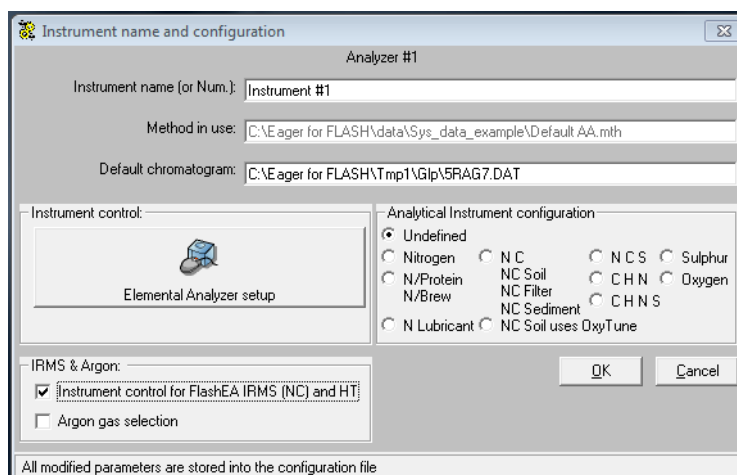 Instrument name and configuration
Analyzer #1
Instrument name (or Num.): Instrument #1
Method in use: C:\Eager for FLASH\data\Sys_data_example\Default AA.mth
Default chromatogram: C:\Eager for FLASH\Tmp1\Glp\5RAG7.DAT
Instrument control:
Elemental Analyzer setup
Analytical Instrument configuration
Undefined
Nitrogen N C N C S Sulphur
N/Protein NC Soil C H N Oxygen
N/Brew NC Filter C H N S
NC Sediment
N Lubricant NC Soil uses OxyTune
IRMS & Argon:
Instrument control for FlashEA IRMS (NC) and HT
Argon gas selection
OK Cancel
All modified parameters are stored into the configuration file